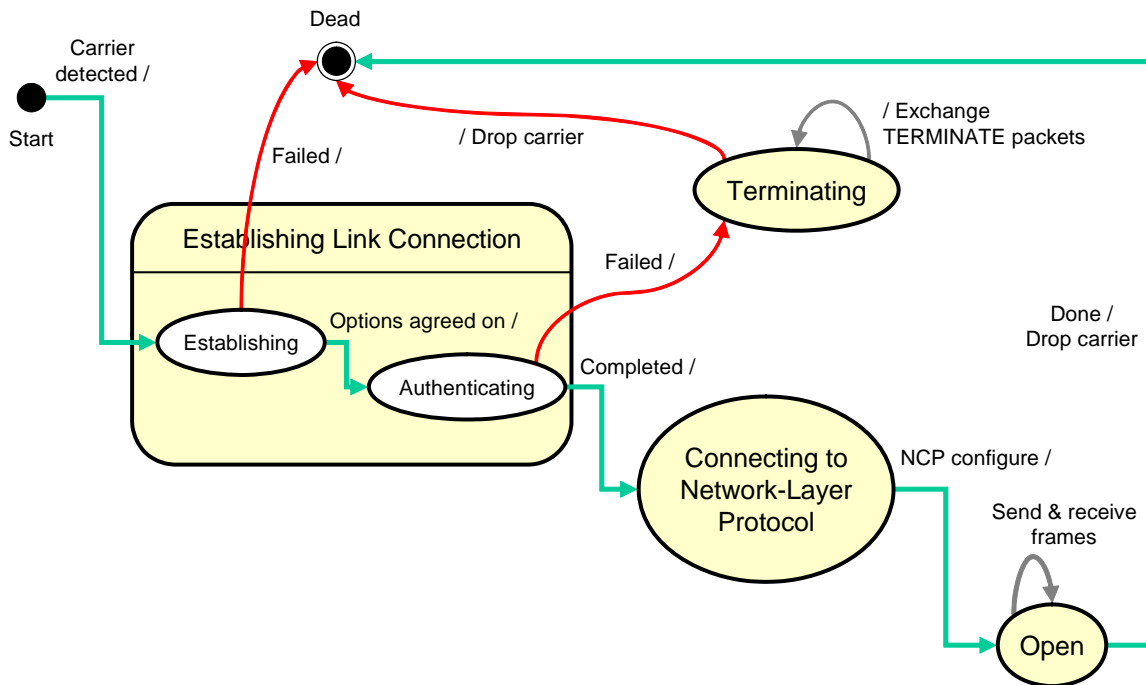 Dead
Carrier
detected /
Start
/ Exchange
TERMINATE packets
/ Drop carrier
Failed /
Terminating
Establishing Link Connection
Failed /
Done /
Drop carrier
Options agreed on /
Establishing
Completed /
Authenticating
Connecting to
Network-Layer
Protocol
NCP configure /
Send & receive
frames
Open